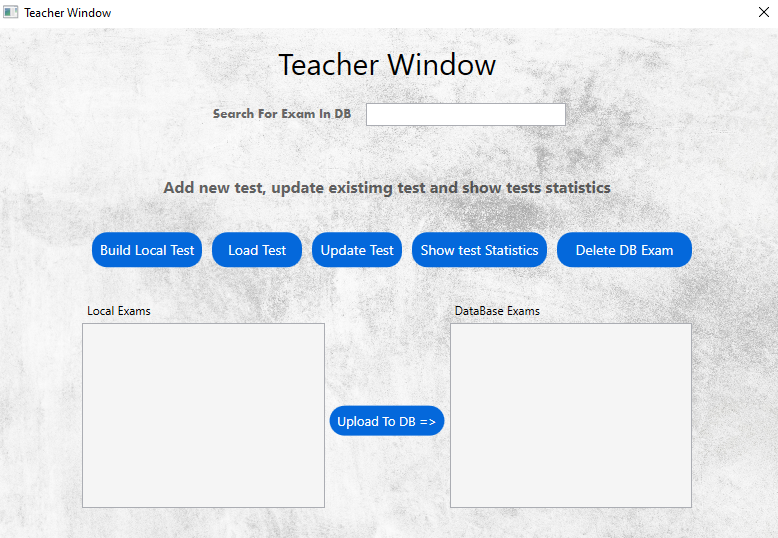 Teacher Window
Teacher Window
Search For Exam In DB
Add new test, update existimg test and show tests statistics
Build Local Test Load Test Update Test Show test Statistics Delete DB Exam
Local Exams DataBase Exams
Upload To DB =>